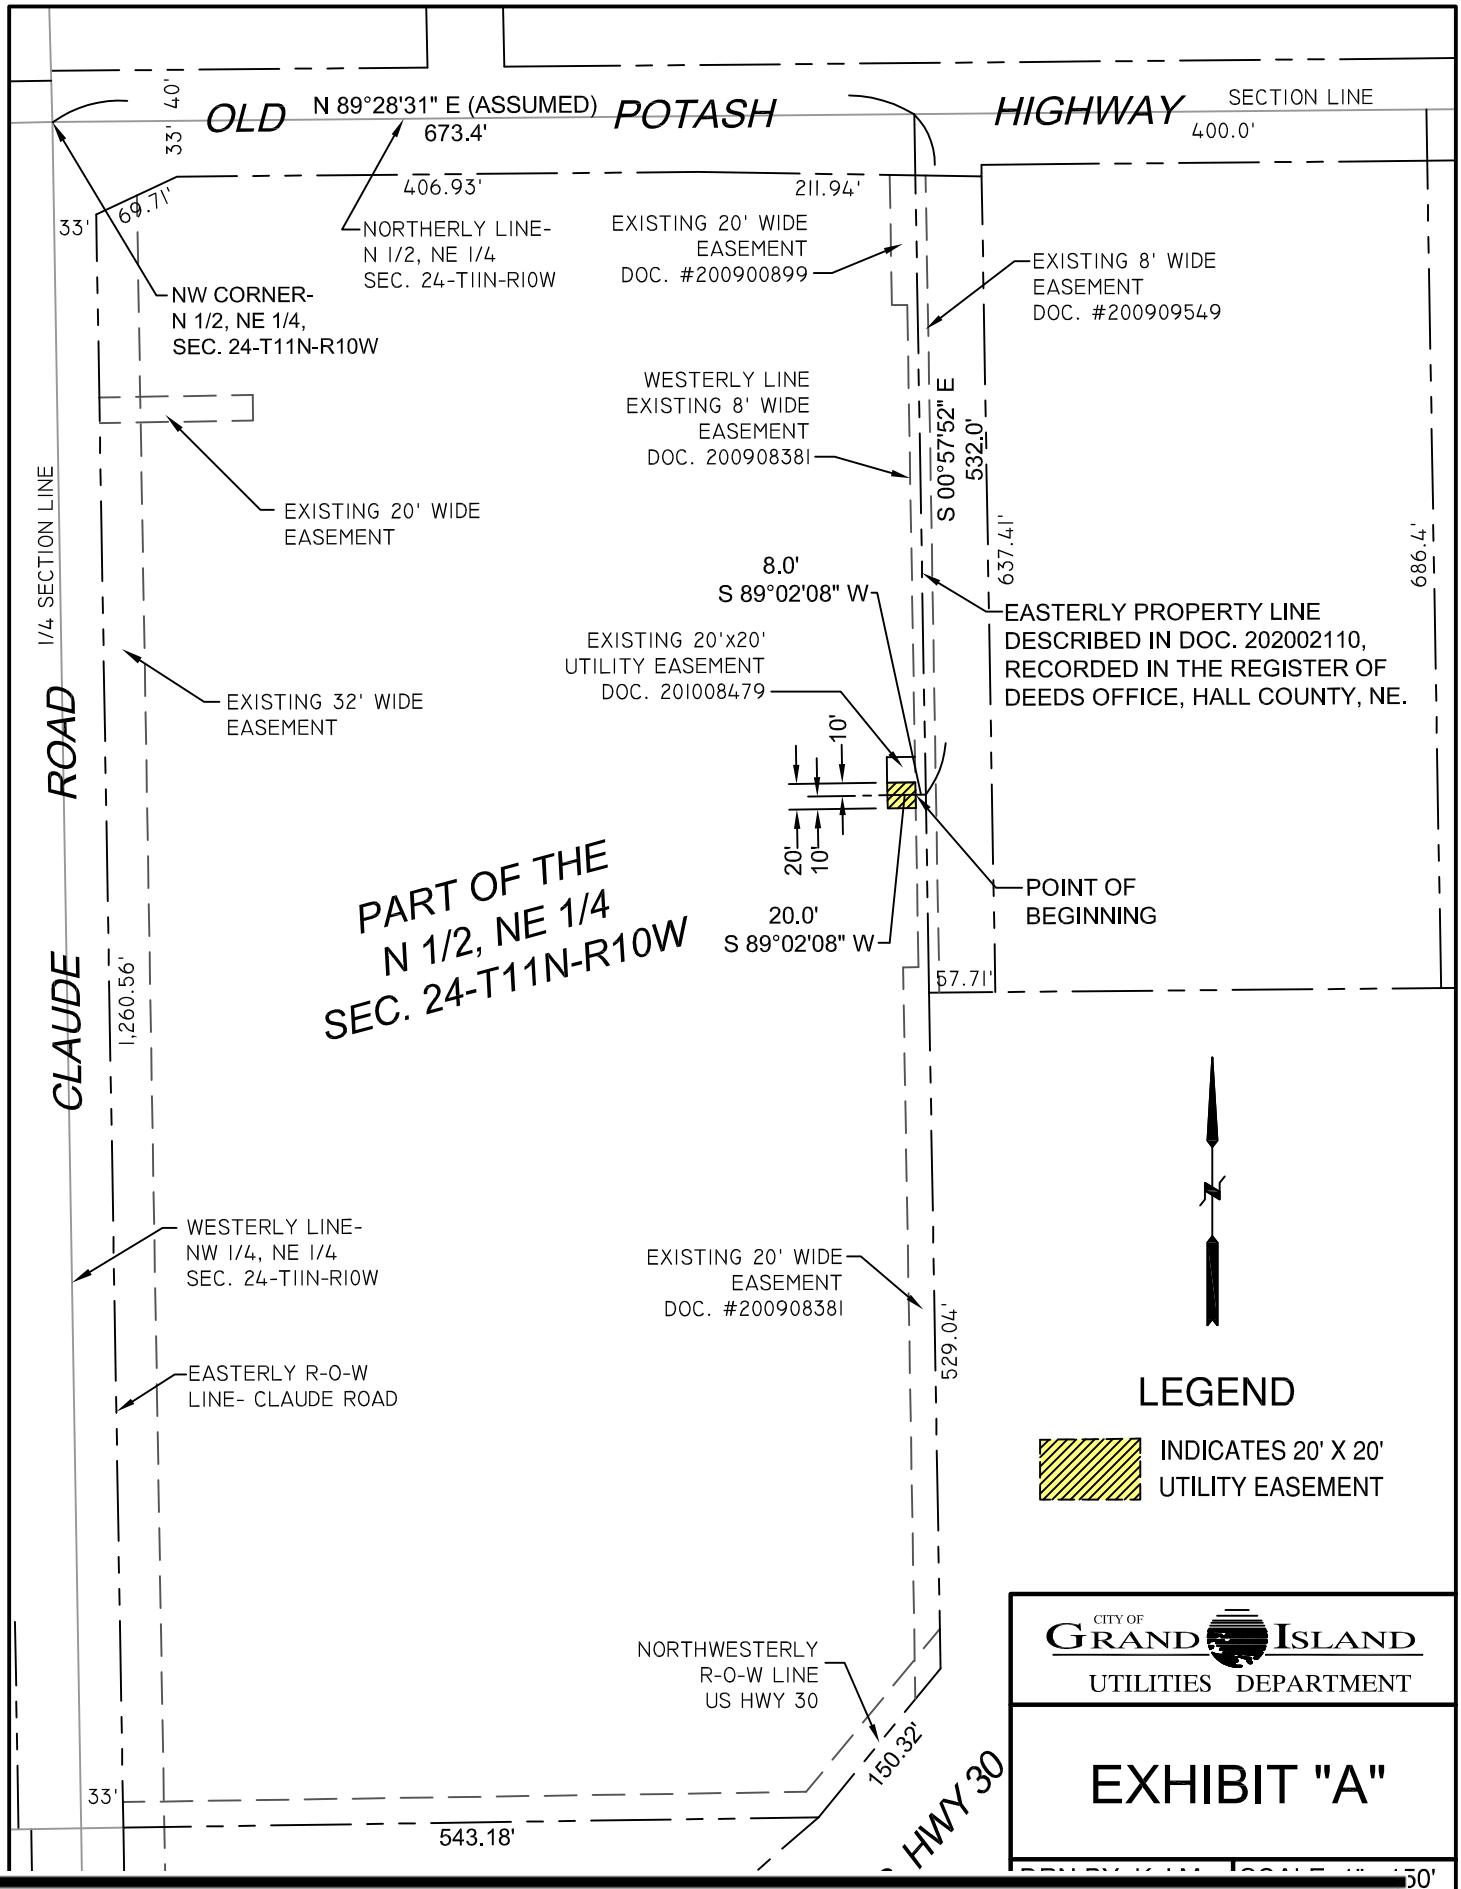 33' 40'
OLD
N 89°28'31" E (ASSUMED)
673.4'
POTASH
HIGHWAY
SECTION LINE
400.0'
33'
69.71'
406.93'
211.94'
NORTHERLY LINE-
N 1/2, NE 1/4
SEC. 24-T11N-R10W
EXISTING 20' WIDE
EASEMENT
DOC. #200900899
EXISTING 8' WIDE
EASEMENT
DOC. #200909549
NW CORNER-
N 1/2, NE 1/4,
SEC. 24-T11N-R10W
WESTERLY LINE
EXISTING 8' WIDE
EASEMENT
DOC. 200908381
S 00°57'52" E
532.0'
1/4 SECTION LINE
EXISTING 20' WIDE
EASEMENT
637.41'
686.4'
8.0'
S 89°02'08" W
EASTERLY PROPERTY LINE
DESCRIBED IN DOC. 202002110,
RECORDED IN THE REGISTER OF
DEEDS OFFICE, HALL COUNTY, NE.
EXISTING 20'x20'
UTILITY EASEMENT
DOC. 201008479
EXISTING 32' WIDE
EASEMENT
CLAUDE ROAD
10'
20'
10'
PART OF THE
N 1/2, NE 1/4
SEC. 24-T11N-R10W
POINT OF
BEGINNING
20.0'
S 89°02'08" W
1,260.56'
57.71'
WESTERLY LINE-
NW 1/4, NE 1/4
SEC. 24-T11N-R10W
EXISTING 20' WIDE
EASEMENT
DOC. #200908381
529.04'
EASTERLY R-O-W
LINE- CLAUDE ROAD
LEGEND
INDICATES 20' X 20'
UTILITY EASEMENT
NORTHWESTERLY
R-O-W LINE
US HWY 30
150.32'
HWY 30
33'
543.18'
CITY OF
GRAND ISLAND
UTILITIES DEPARTMENT
EXHIBIT "A"